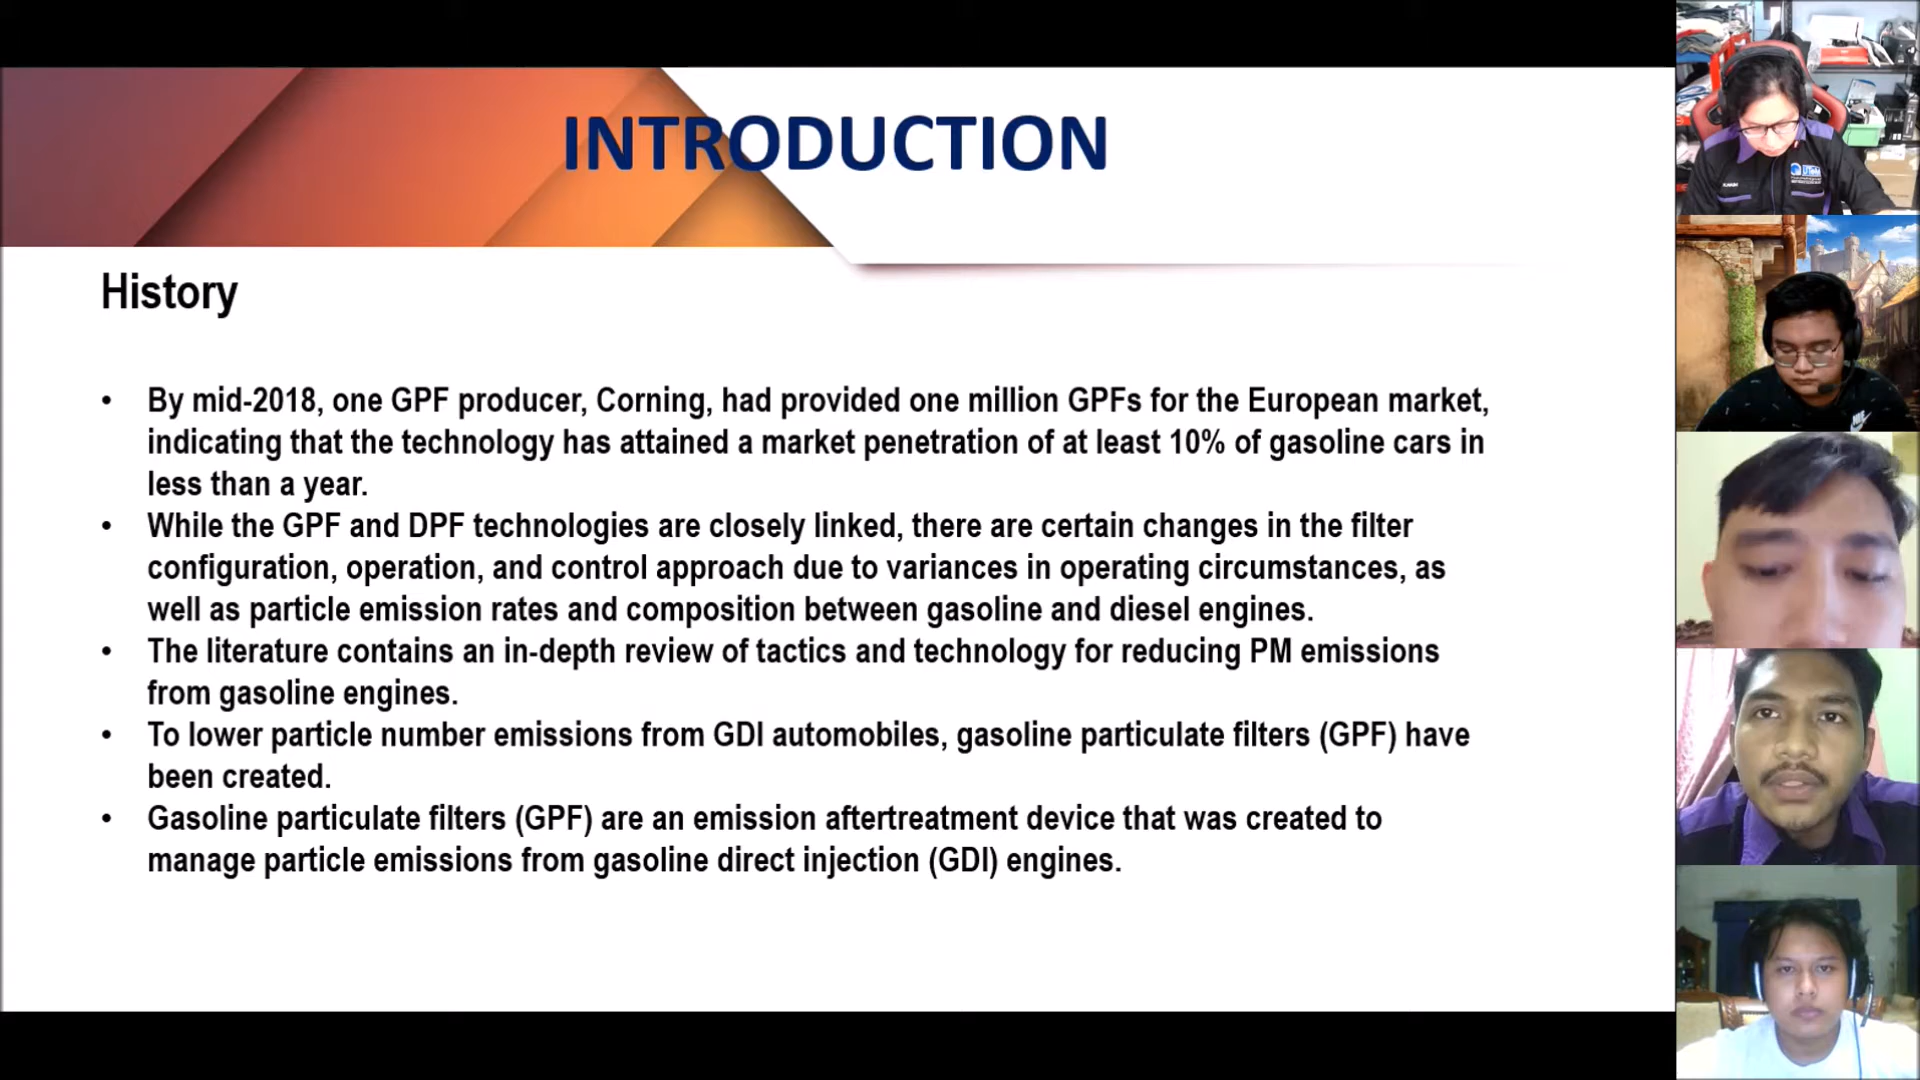 INTRODUCTION
History
• By mid-2018, one GPF producer, Corning, had provided one million GPFs for the European market,
indicating that the technology has attained a market penetration of at least 10% of gasoline cars in
less than a year.
• While the GPF and DPF technologies are closely linked, there are certain changes in the filter
configuration, operation, and control approach due to variances in operating circumstances, as
well as particle emission rates and composition between gasoline and diesel engines.
• The literature contains an in-depth review of tactics and technology for reducing PM emissions
from gasoline engines.
• To lower particle number emissions from GDI automobiles, gasoline particulate filters (GPF) have
been created.
• Gasoline particulate filters (GPF) are an emission aftertreatment device that was created to
manage particle emissions from gasoline direct injection (GDI) engines.
UTeM